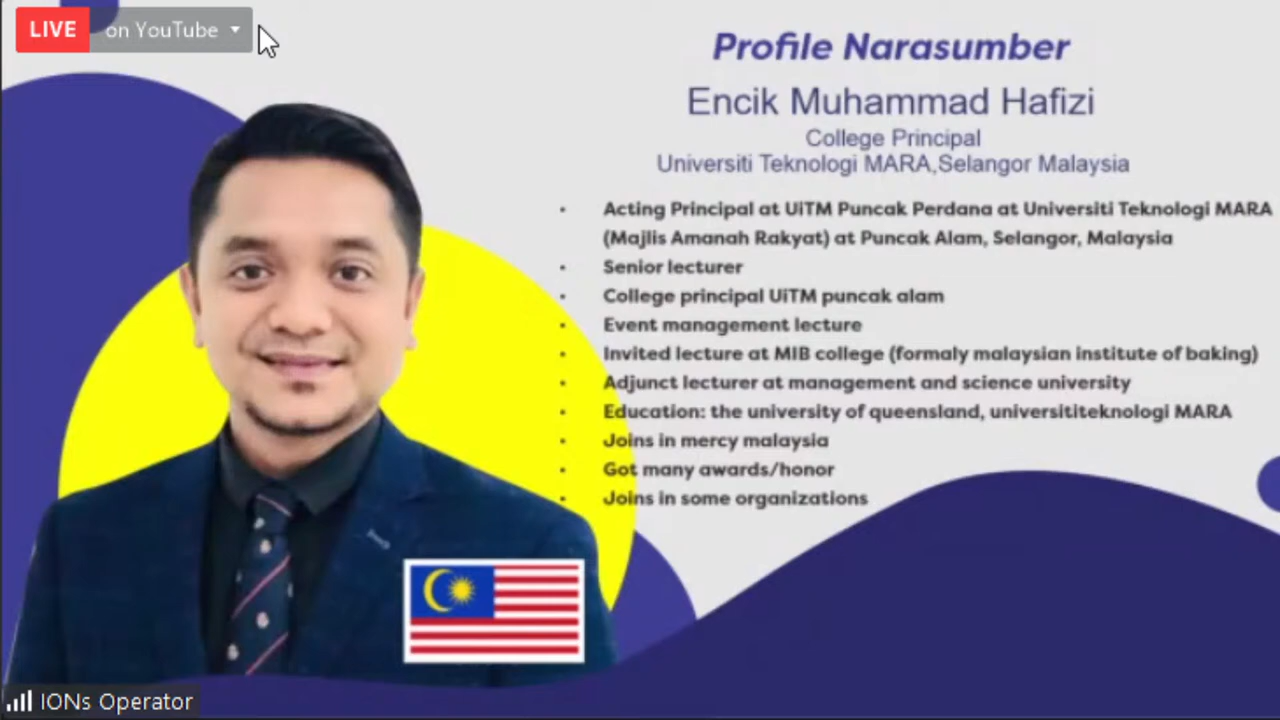 LIVE on YouTube
Profile Narasumber
Encik Muhammad Hafizi
College Principal
Universiti Teknologi MARA,Selangor Malaysia
• Acting Principal at UiTM Puncak Perdana at Universiti Teknologi MARA
(Majlis Amanah Rakyat) at Puncak Alam, Selangor, Malaysia
• Senior lecturer
• College principal UiTM puncak alam
• Event management lecture
• Invited lecture at MIB college (formaly malaysian institute of baking)
• Adjunct lecturer at management and science university
• Education: the university of queensland, universititeknologi MARA
• Joins in mercy malaysia
• Got many awards/honor
• Joins in some organizations
IONs Operator